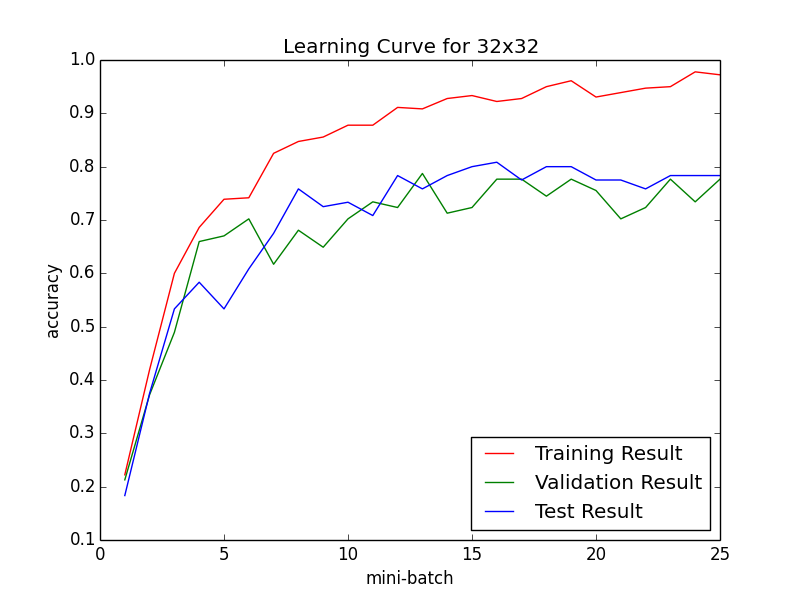 Learning Curve for 32x32
1.0
0.9
0.8
0.7
0.6
0.5
0.4
0.3
0.2
0.1
accuracy
0 5 10 15 20 25
mini-batch
Training Result
Validation Result
Test Result